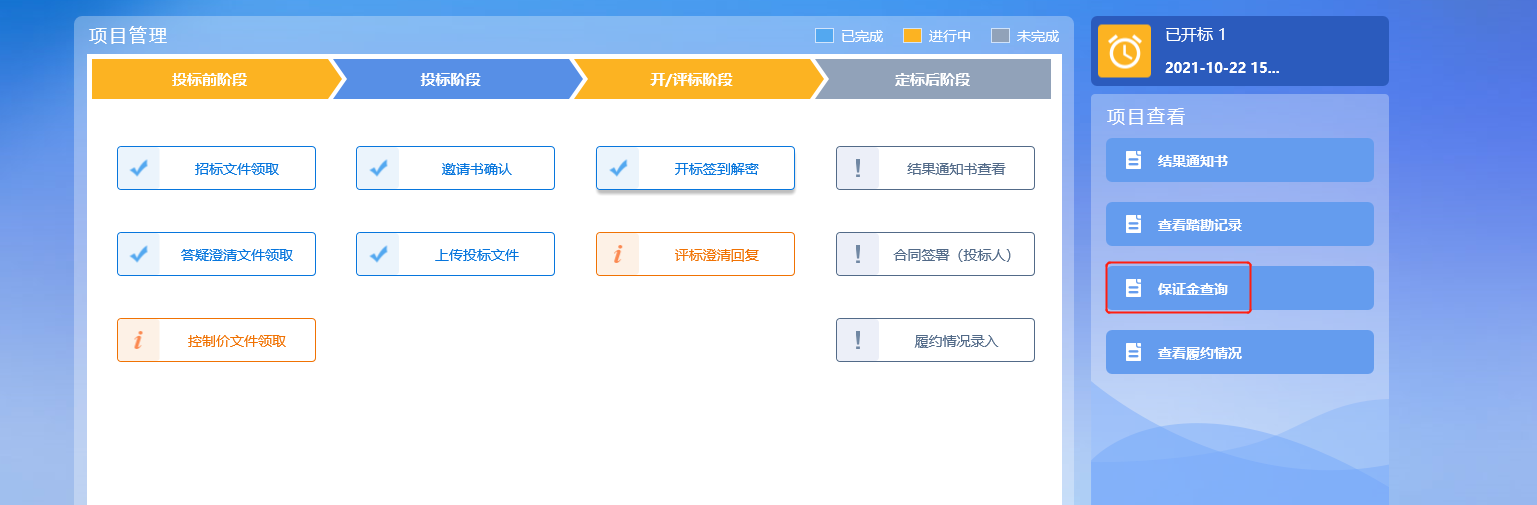 项目管理
已完成
进行中
未完成
投标前阶段
投标阶段
开/评标阶段
定标后阶段
招标文件领取
邀请书确认
开标签到解密
结果通知书查看
答疑澄清文件领取
上传投标文件
评标澄清回复
合同签署（投标人）
控制价文件领取
履约情况录入
已开标 1
2021-10-22 15...
项目查看
结果通知书
查看踏勘记录
保证金查询
查看履约情况